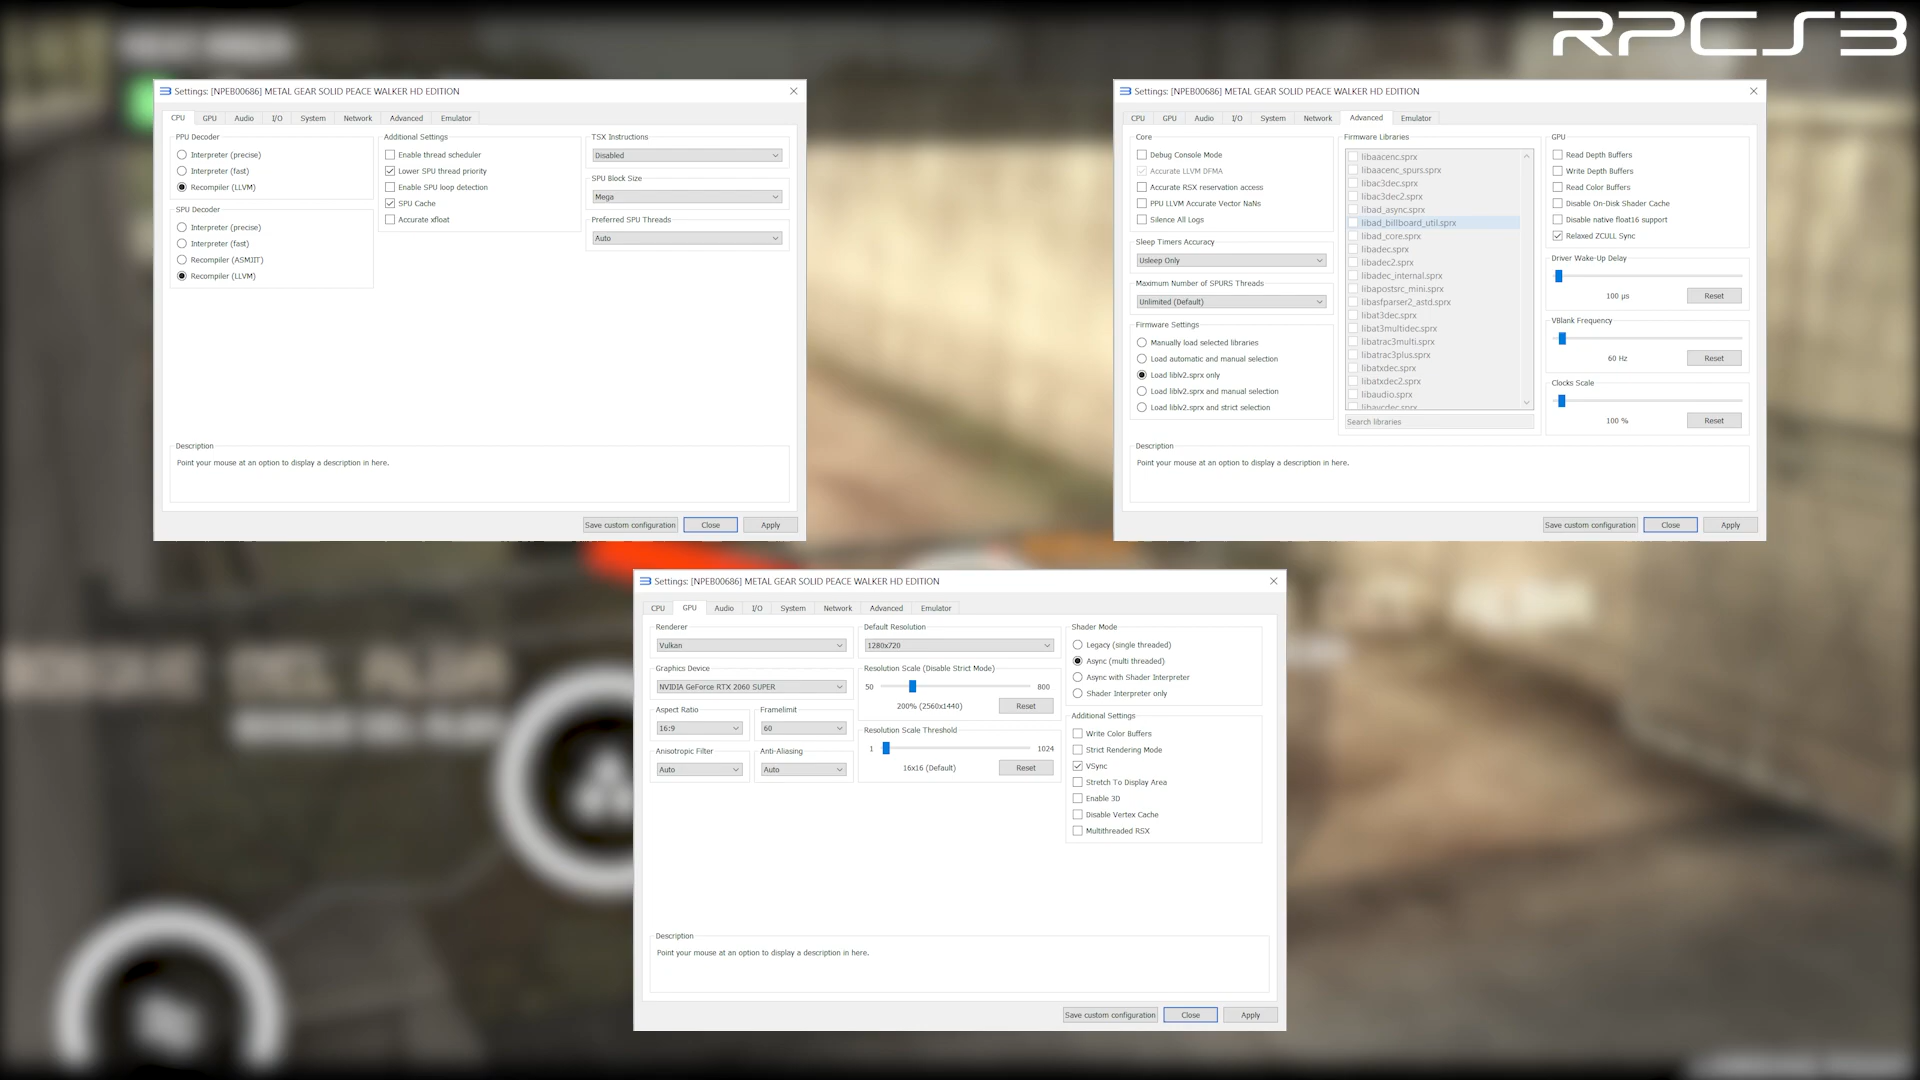 RPCS3
Settings: [NPEB00686] METAL GEAR SOLID PEACE WALKER HD EDITION
CPU GPU Audio I/O System Network Advanced Emulator
PPU Decoder
Interpreter (precise)
Interpreter (fast)
Recompiler (LLVM)
SPU Decoder
Interpreter (precise)
Interpreter (fast)
Recompiler (ASMJIT)
Recompiler (LLVM)
Additional Settings
Enable thread scheduler
Lower SPU thread priority
Enable SPU loop detection
SPU Cache
Accurate xfloat
TSX Instructions
Disabled
SPU Block Size
Mega
Preferred SPU Threads
Auto
Description
Point your mouse at an option to display a description in here.
Save custom configuration Close Apply
Settings: [NPEB00686] METAL GEAR SOLID PEACE WALKER HD EDITION
CPU GPU Audio I/O System Network Advanced Emulator
Core
Debug Console Mode
Accurate LLVM DFMA
Accurate RSX reservation access
PPU LLVM Accurate Vector NaNs
Silence All Logs
Sleep Timers Accuracy
Usleep Only
Maximum Number of SPURS Threads
Unlimited (Default)
Firmware Settings
Manually load selected libraries
Load automatic and manual selection
Load liblv2.sprx only
Load liblv2.sprx and manual selection
Load liblv2.sprx and strict selection
Firmware Libraries
libaacenc.sprx
libaacenc_spurs.sprx
libac3dec.sprx
libac3dec2.sprx
libad_async.sprx
libad_billboard_util.sprx
libad_core.sprx
libadec.sprx
libadec2.sprx
libadec_internal.sprx
libapostsrc_mini.sprx
libasfparser2_astd.sprx
libat3dec.sprx
libat3multidec.sprx
libatrac3multi.sprx
libatrac3plus.sprx
libatxdec.sprx
libatxdec2.sprx
libaudio.sprx
libavcdec.sprx
Search libraries
GPU
Read Depth Buffers
Write Depth Buffers
Read Color Buffers
Disable On-Disk Shader Cache
Disable native float16 support
Relaxed ZCULL Sync
Driver Wake-Up Delay
100 µs Reset
VBlank Frequency
60 Hz Reset
Clocks Scale
100 % Reset
Description
Point your mouse at an option to display a description in here.
Save custom configuration Close Apply
Settings: [NPEB00686] METAL GEAR SOLID PEACE WALKER HD EDITION
CPU GPU Audio I/O System Network Advanced Emulator
Renderer
Vulkan
Graphics Device
NVIDIA GeForce RTX 2060 SUPER
Aspect Ratio Framelimit
16:9 60
Anisotropic Filter Anti-Aliasing
Auto Auto
Default Resolution
1280x720
Resolution Scale (Disable Strict Mode)
50 800
200% (2560x1440) Reset
Resolution Scale Threshold
1 1024
16x16 (Default) Reset
Shader Mode
Legacy (single threaded)
Async (multi threaded)
Async with Shader Interpreter
Shader Interpreter only
Additional Settings
Write Color Buffers
Strict Rendering Mode
VSync
Stretch To Display Area
Enable 3D
Disable Vertex Cache
Multithreaded RSX
Description
Point your mouse at an option to display a description in here.
Save custom configuration Close Apply